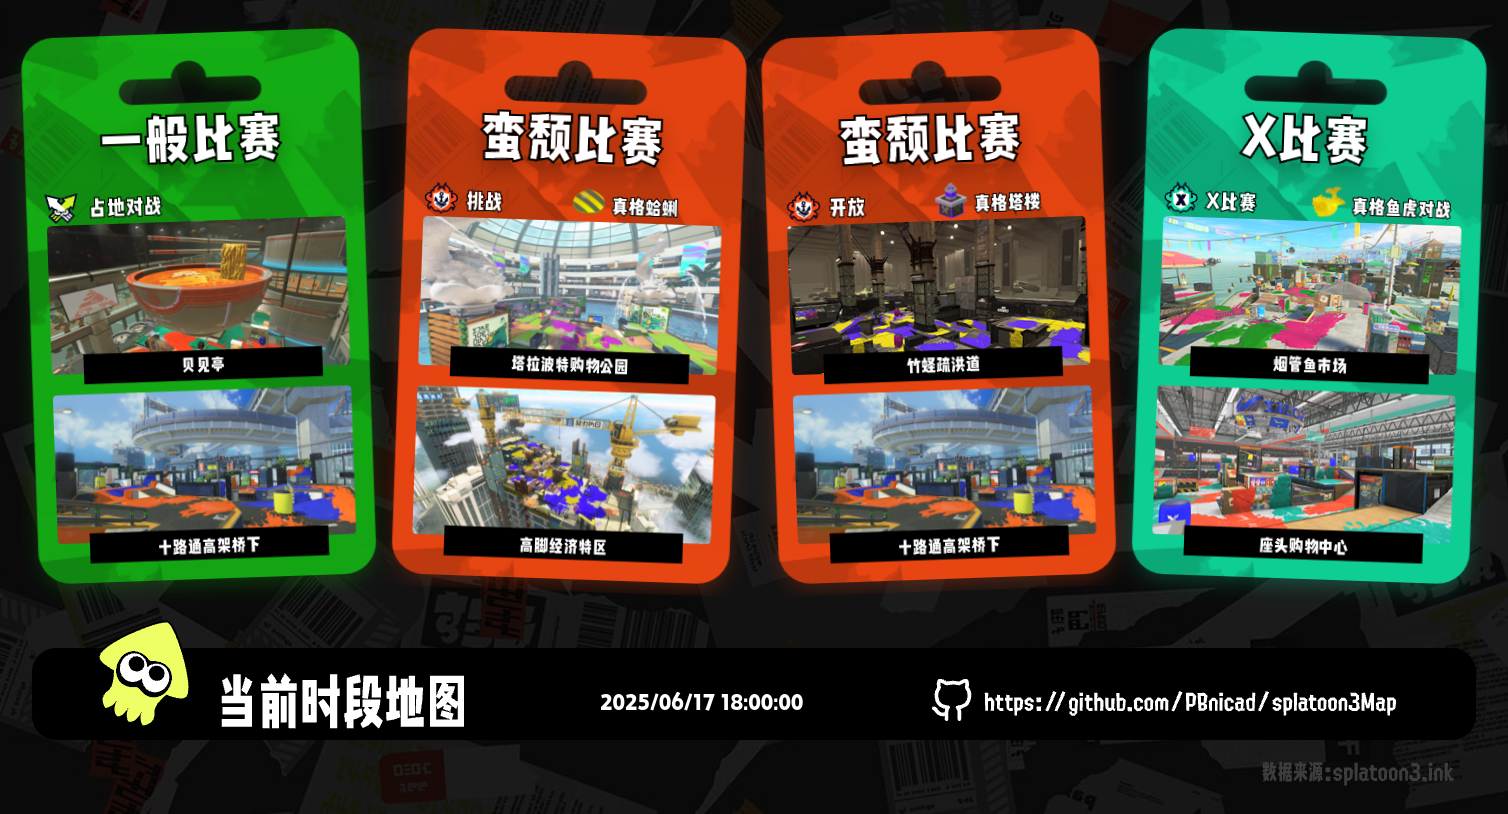 一般比赛
占地对战
贝贝亭
十路通高架桥下
蛮颓比赛
挑战
真格蛤蜊
塔拉波特购物公园
高脚经济特区
蛮颓比赛
开放
真格塔楼
竹蛏疏洪道
十路通高架桥下
X比赛
X比赛
真格鱼虎对战
烟管鱼市场
座头购物中心
当前时段地图
2025/06/17 18:00:00
https://github.com/PBnicad/splatoon3Map
数据来源:splatoon3.ink